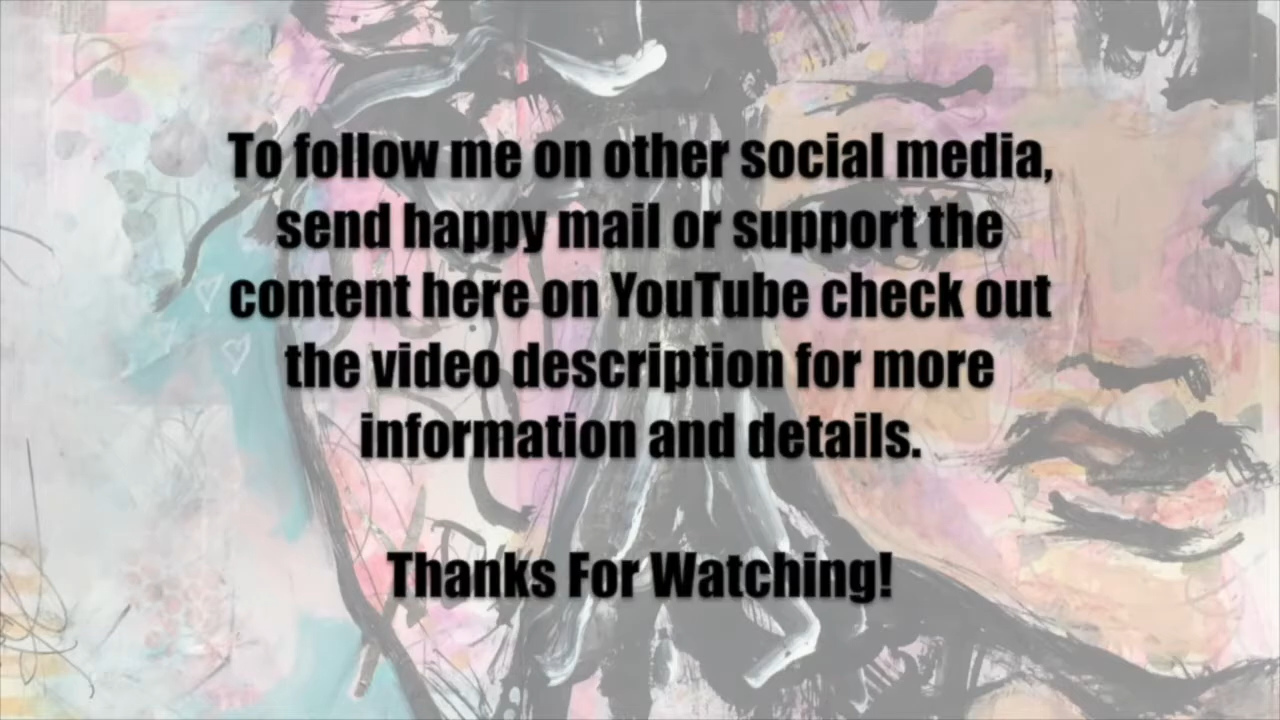 To follow me on other social media,
send happy mail or support the
content here on YouTube check out
the video description for more
information and details.
Thanks For Watching!